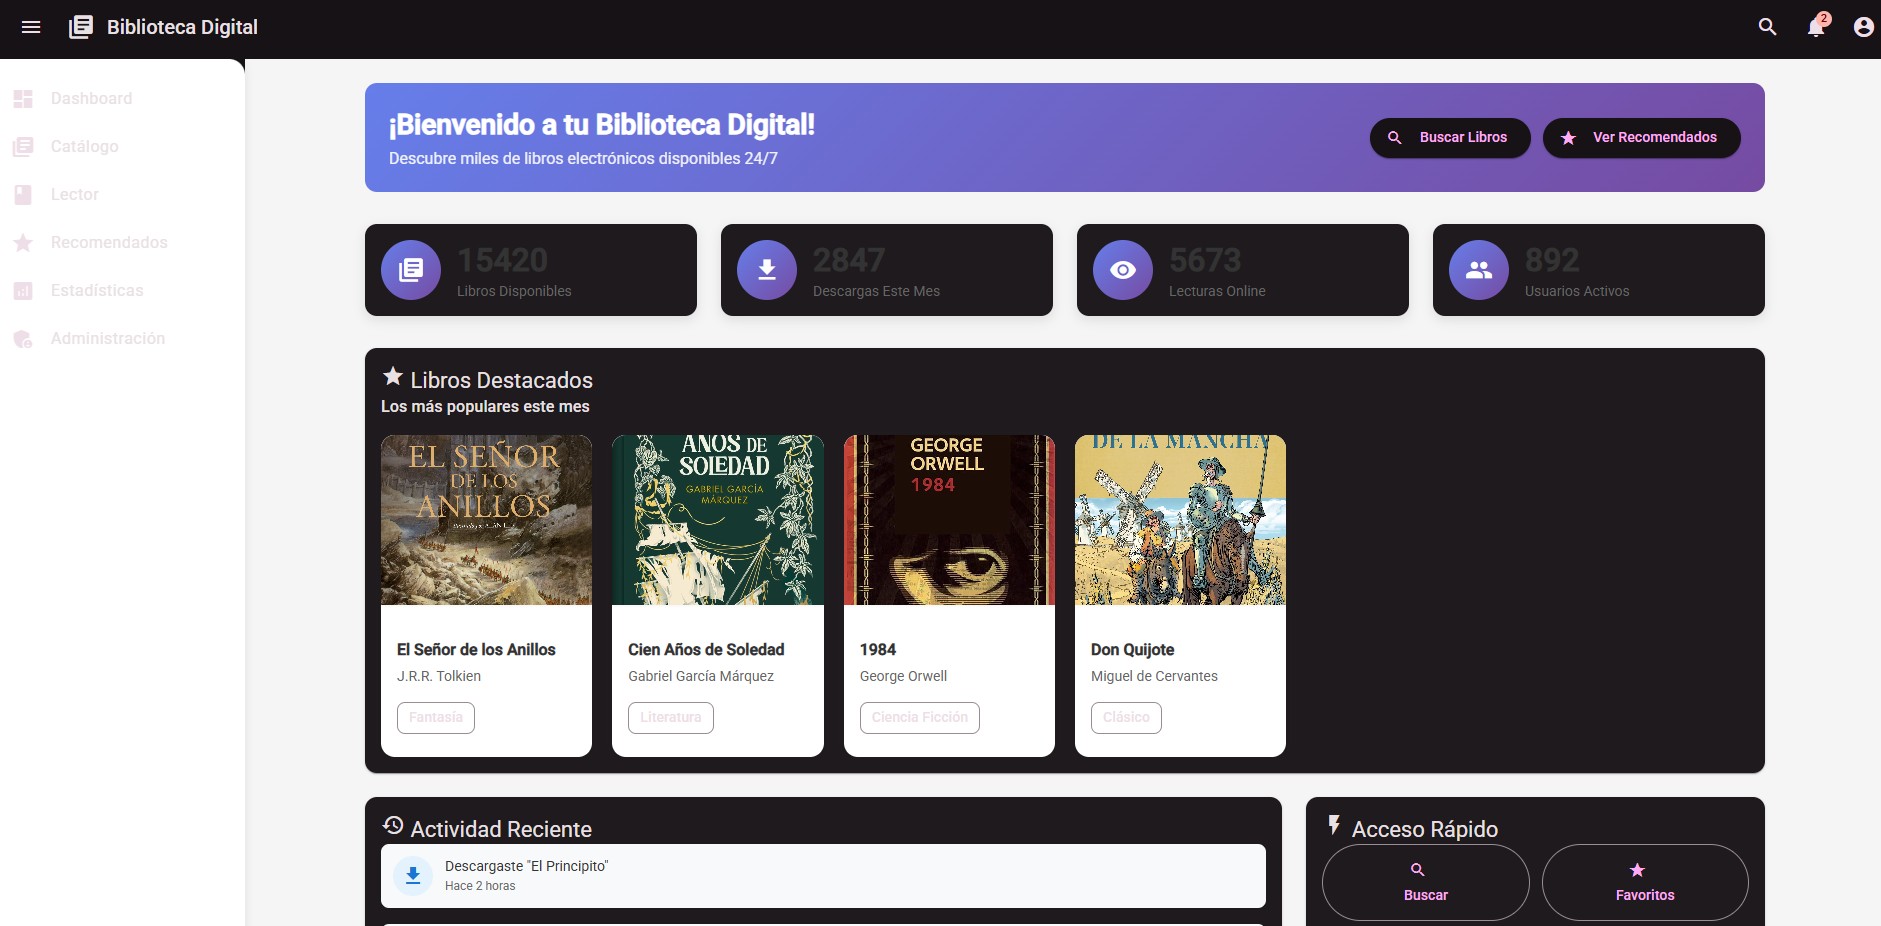 Biblioteca Digital
2
Dashboard
Catálogo
Lector
Recomendados
Estadísticas
Administración
¡Bienvenido a tu Biblioteca Digital!
Descubre miles de libros electrónicos disponibles 24/7
Buscar Libros
Ver Recomendados
15420
Libros Disponibles
2847
Descargas Este Mes
5673
Lecturas Online
892
Usuarios Activos
Libros Destacados
Los más populares este mes
EL SEÑOR
DE LOS
ANILLOS
El Señor de los Anillos
J.R.R. Tolkien
Fantasía
AÑOS DE
SOLEDAD
GABRIEL GARCÍA
MÁRQUEZ
Cien Años de Soledad
Gabriel García Márquez
Literatura
GEORGE
ORWELL
1984
1984
George Orwell
Ciencia Ficción
DE LA MANCHA
Don Quijote
Miguel de Cervantes
Clásico
Actividad Reciente
Descargaste "El Principito"
Hace 2 horas
Acceso Rápido
Buscar
Favoritos